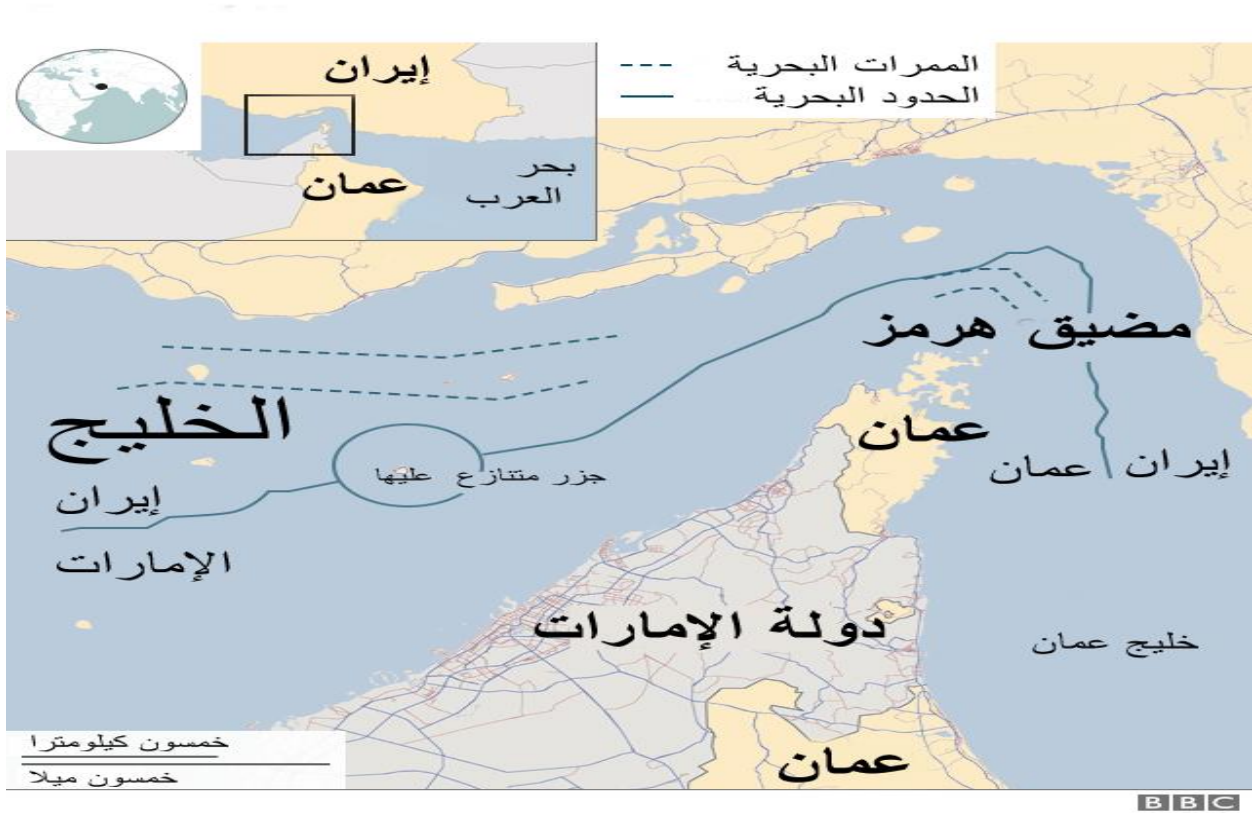 إيران
عمان
بحر
العرب
الممرات البحرية
الحدود البحرية
مضيق هرمز
الخليج
عمان
جزر متنازع عليها
إيران
الإمارات
عمان
إيران
دولة الإمارات
خليج عمان
عمان
خمسون كيلومترا
خمسون ميلا
BBC